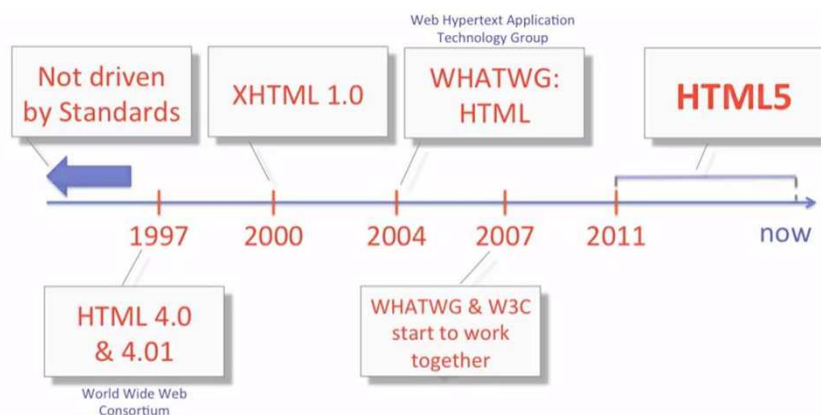 Web Hypertext Application
Technology Group
Not driven
by Standards
XHTML 1.0
WHATWG:
HTML
HTML5
1997
2000
2004
2007
2011
now
HTML 4.0
& 4.01
World Wide Web
Consortium
WHATWG & W3C
start to work
together